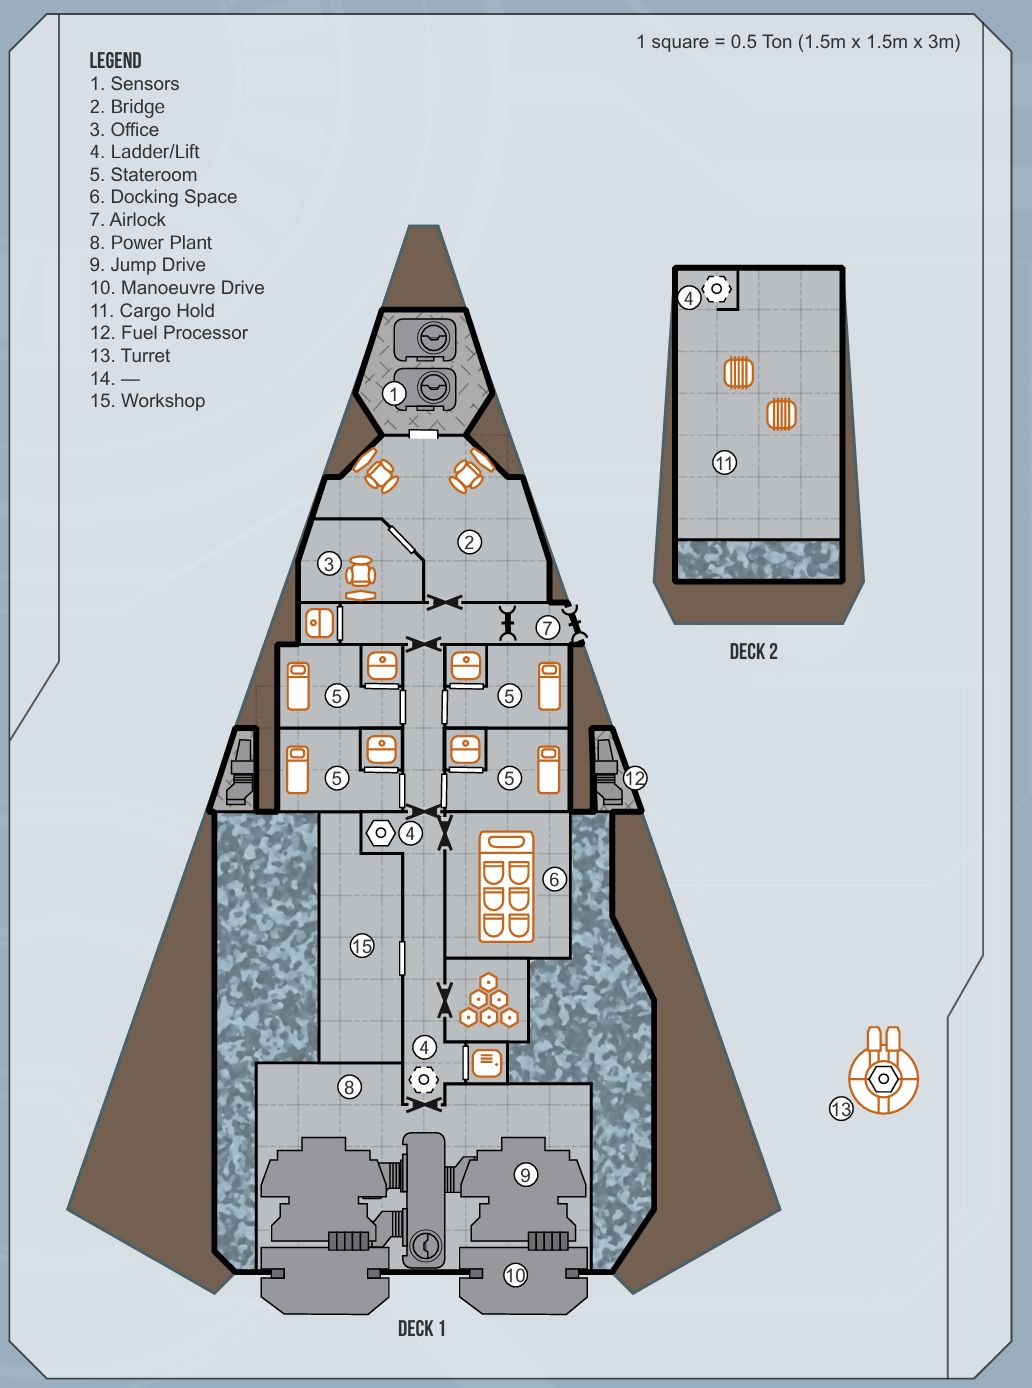 1 square = 0.5 Ton (1.5m x 1.5m x 3m)
LEGEND
1. Sensors
2. Bridge
3. Office
4. Ladder/Lift
5. Stateroom
6. Docking Space
7. Airlock
8. Power Plant
9. Jump Drive
10. Manoeuvre Drive
11. Cargo Hold
12. Fuel Processor
13. Turret
14. —
15. Workshop
4
1
11
2
3
7
DECK 2
5
5
5
5
12
4
6
15
4
8
13
9
10
DECK 1